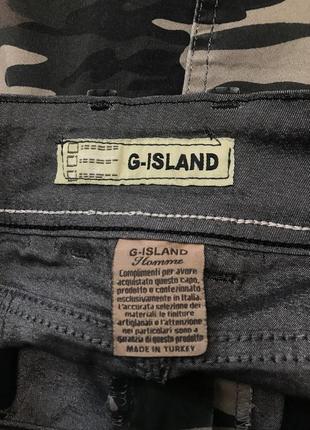 G-ISLAND
G-ISLAND
Homme
Complimenti per avere
acquistato questo capo,
prodotto e confezionato
esclusivamente in Italia.
L'accurata selezione dei
materiali le finiture
artigianali e l'attenzione
nei particolari sono a
garanzia di questo prodotto
MADE IN TURKEY